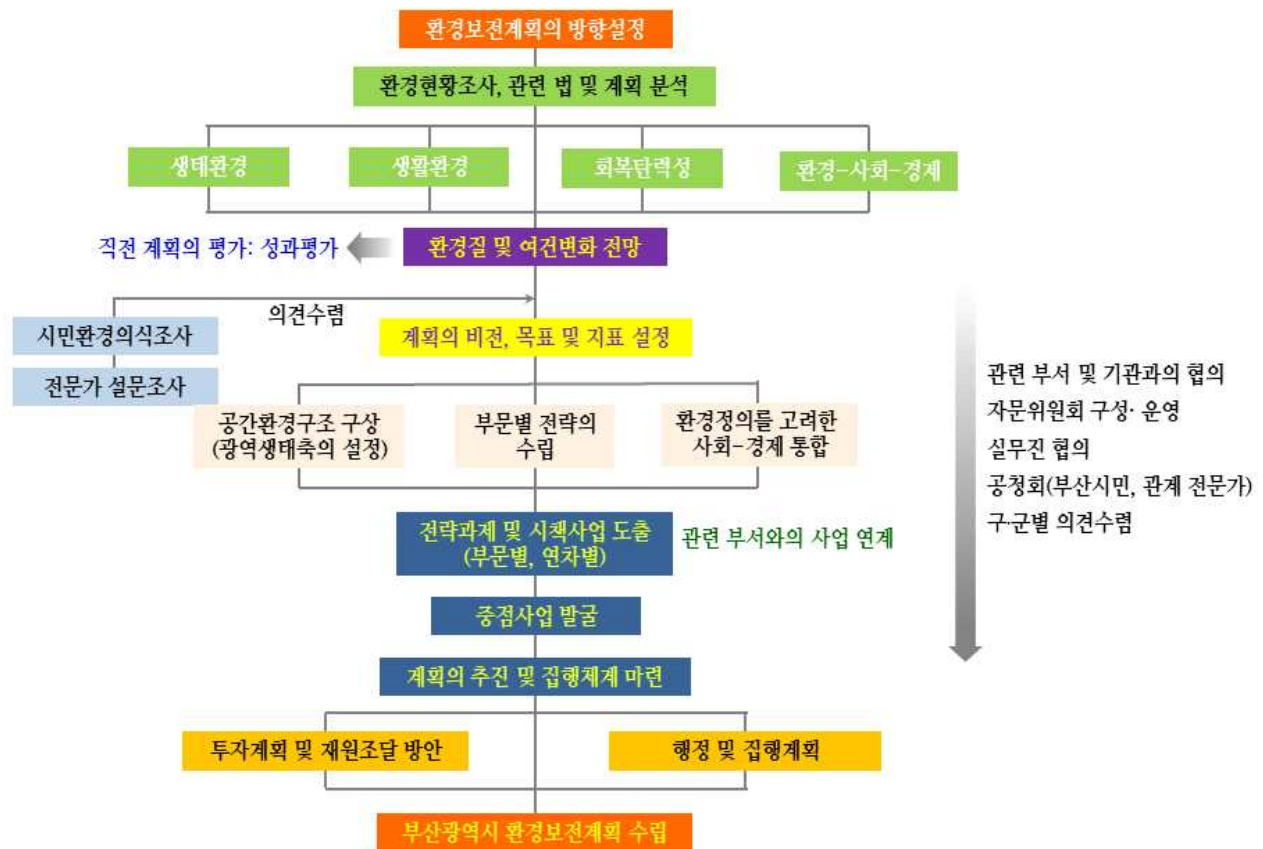 환경보전계획의 방향설정
환경현황조사, 관련 법 및 계획 분석
생태환경
생활환경
회복탄력성
환경-사회-경제
직전 계획의 평가: 성과평가
환경질 및 여건변화 전망
의견수렴
시민환경의식조사
전문가 설문조사
계획의 비전, 목표 및 지표 설정
공간환경구조 구상
(광역생태축의 설정)
부문별 전략의
수립
환경정의를 고려한
사회-경제 통합
전략과제 및 시책사업 도출
(부문별, 연차별)
관련 부서와의 사업 연계
중점사업 발굴
계획의 추진 및 집행체계 마련
투자계획 및 재원조달 방안
행정 및 집행계획
부산광역시 환경보전계획 수립
관련 부서 및 기관과의 협의
자문위원회 구성· 운영
실무진 협의
공청회(부산시민, 관계 전문가)
구·군별 의견수렴